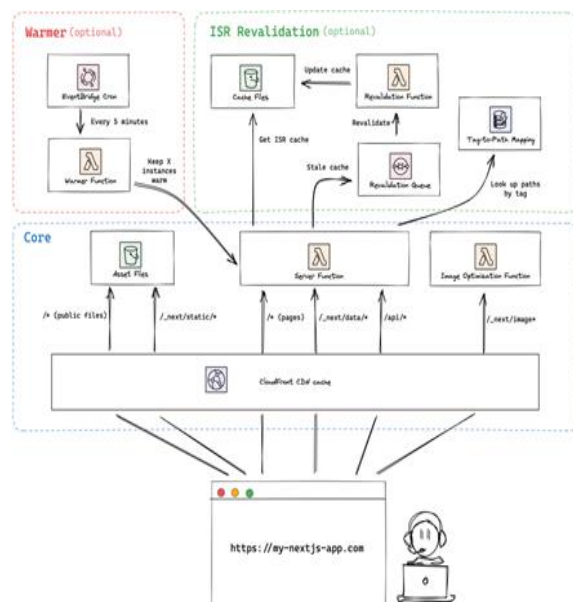 Warmer (optional)
EventBridge Cron
Every 5 minutes
Warmer Function
Keep X
instances
warm
ISR Revalidation (optional)
Cache Files
Update cache
Revalidation Function
Revalidate
Get ISR cache
Stale cache
Revalidation Queue
Tag-to-Path Mapping
Look up paths
by tag
Core
Asset Files
Server Function
Image Optimisation Function
/* (public files)
/_next/static/*
/* (pages)
/_next/data/*
/api/*
/_next/image*
CloudFront CDN cache
https://my-nextjs-app.com